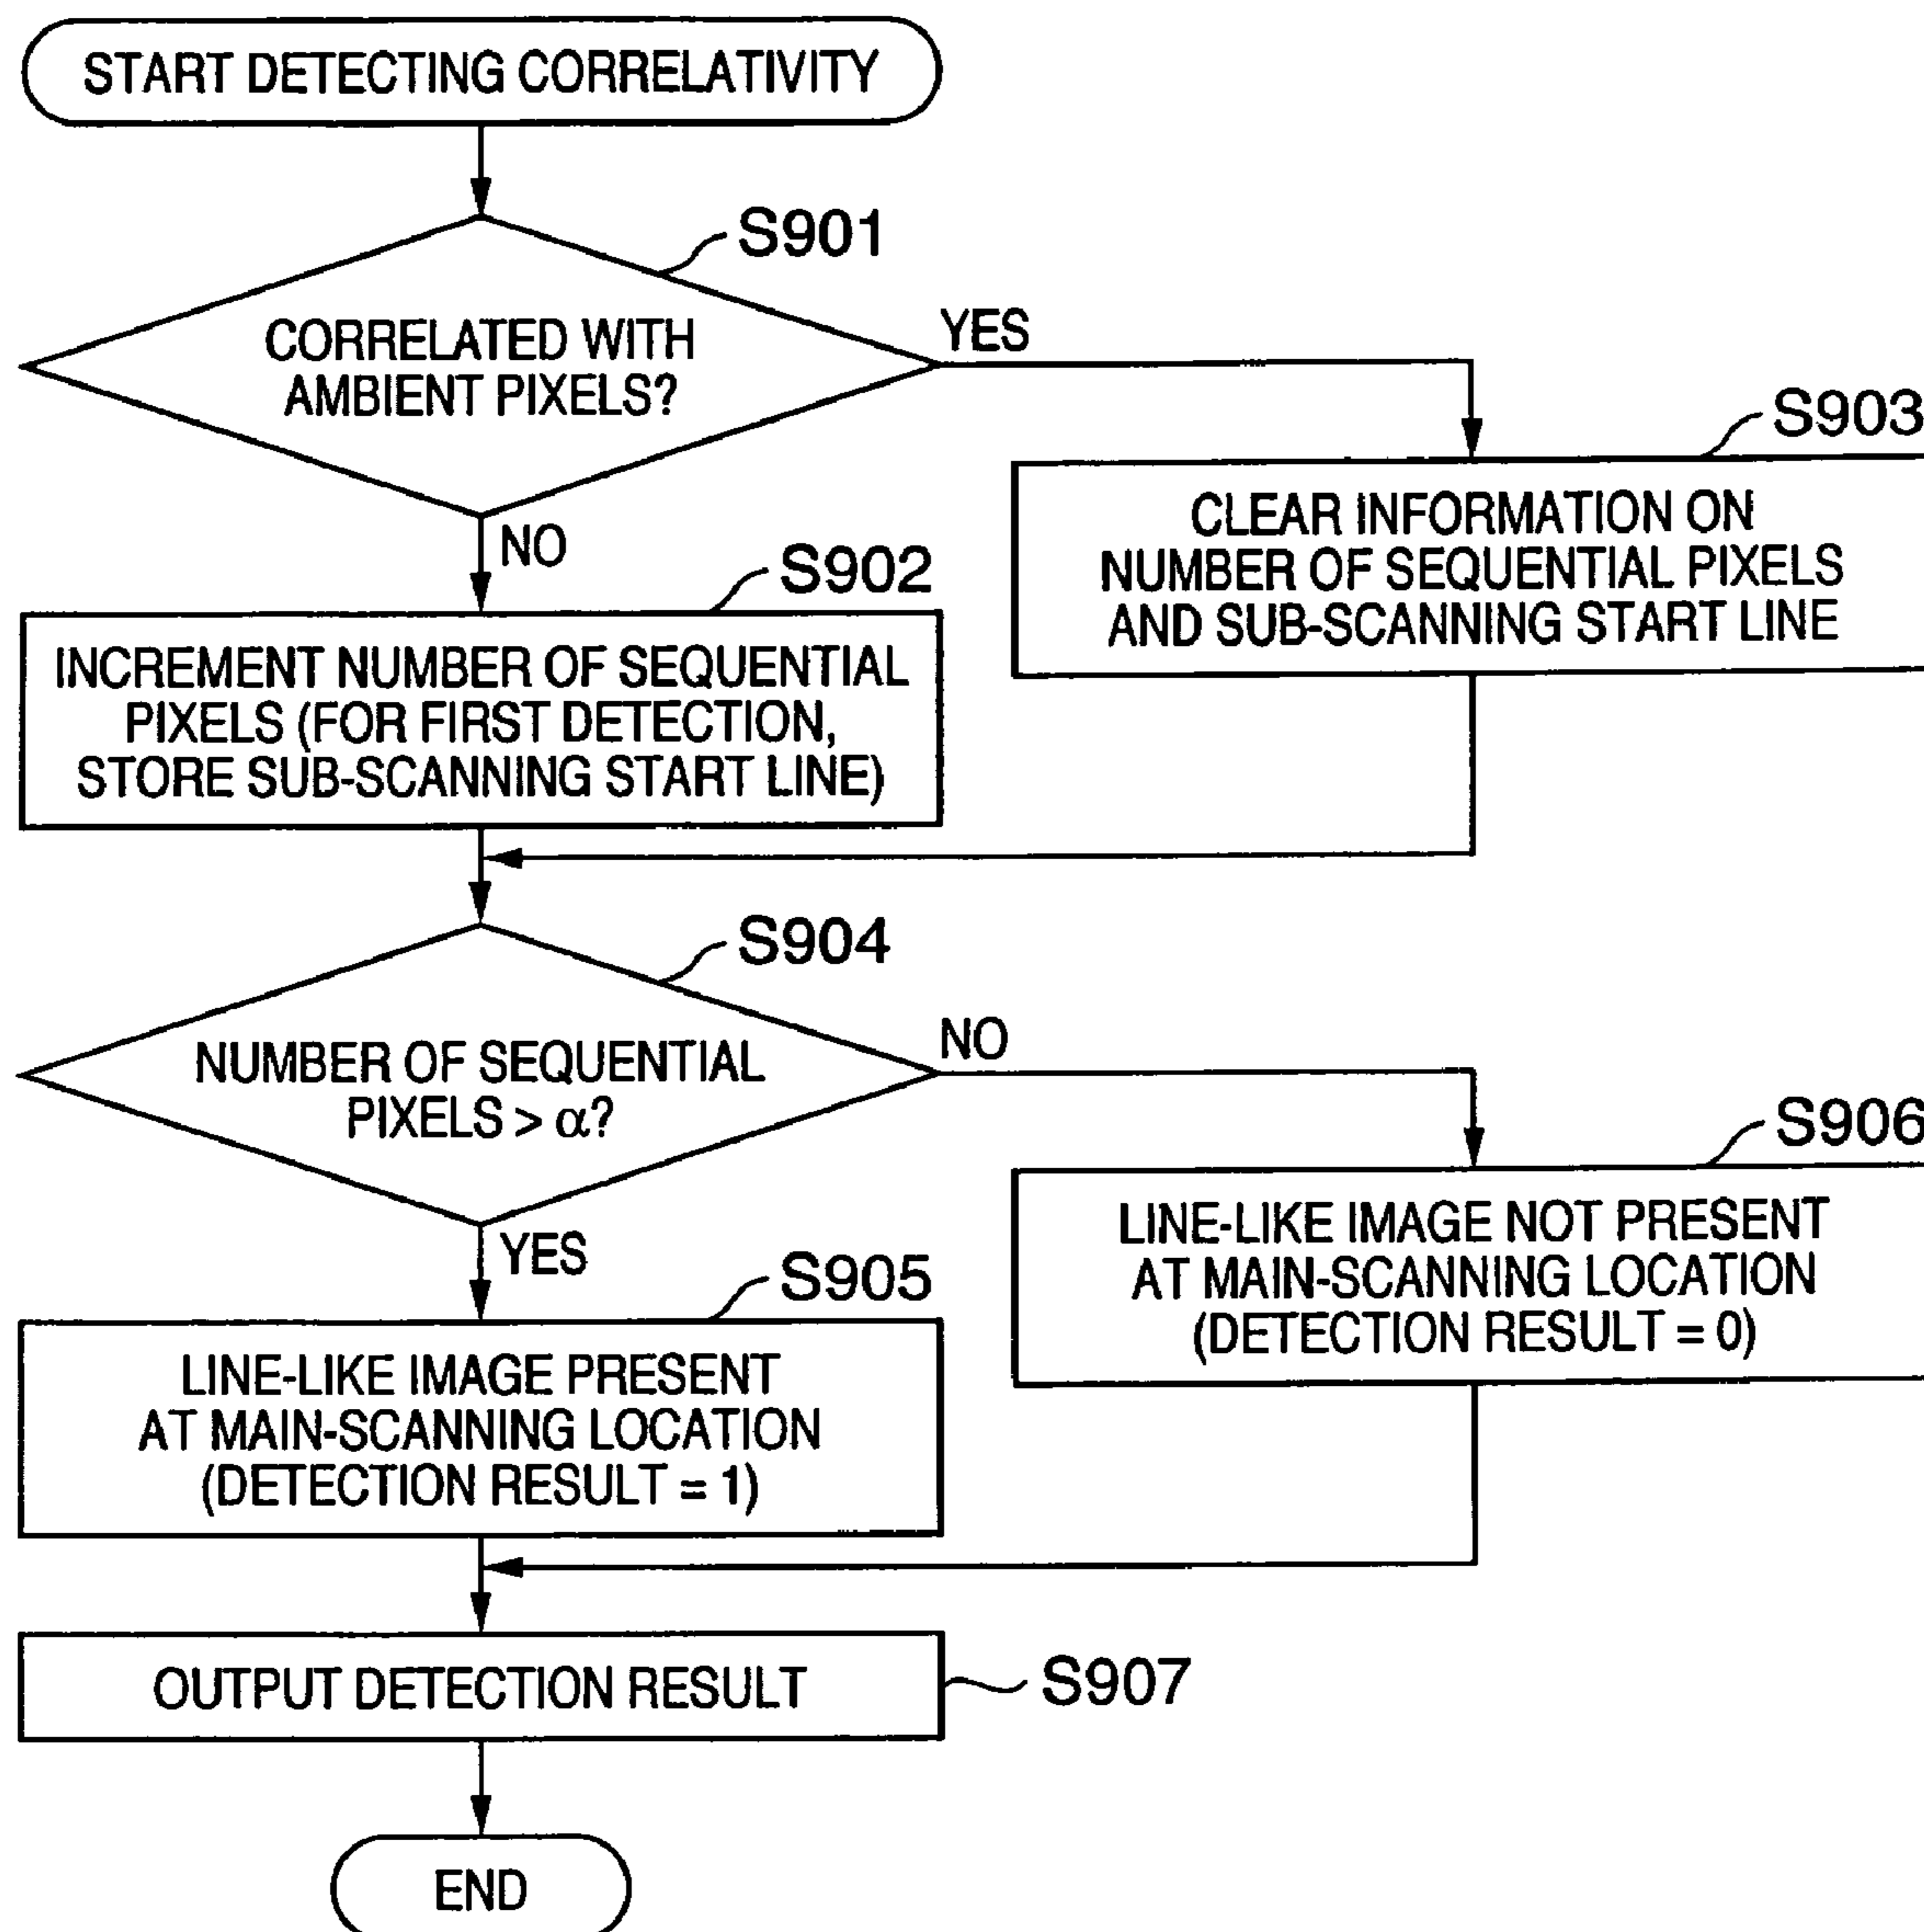 START DETECTING CORRELATIVITY
S901
CORRELATED WITH
AMBIENT PIXELS?
YES
NO
S903
CLEAR INFORMATION ON
NUMBER OF SEQUENTIAL PIXELS
AND SUB-SCANNING START LINE
S902
INCREMENT NUMBER OF SEQUENTIAL
PIXELS (FOR FIRST DETECTION,
STORE SUB-SCANNING START LINE)
S904
NUMBER OF SEQUENTIAL
PIXELS > α?
NO
YES
S906
LINE-LIKE IMAGE NOT PRESENT
AT MAIN-SCANNING LOCATION
(DETECTION RESULT = 0)
S905
LINE-LIKE IMAGE PRESENT
AT MAIN-SCANNING LOCATION
(DETECTION RESULT = 1)
OUTPUT DETECTION RESULT
S907
END